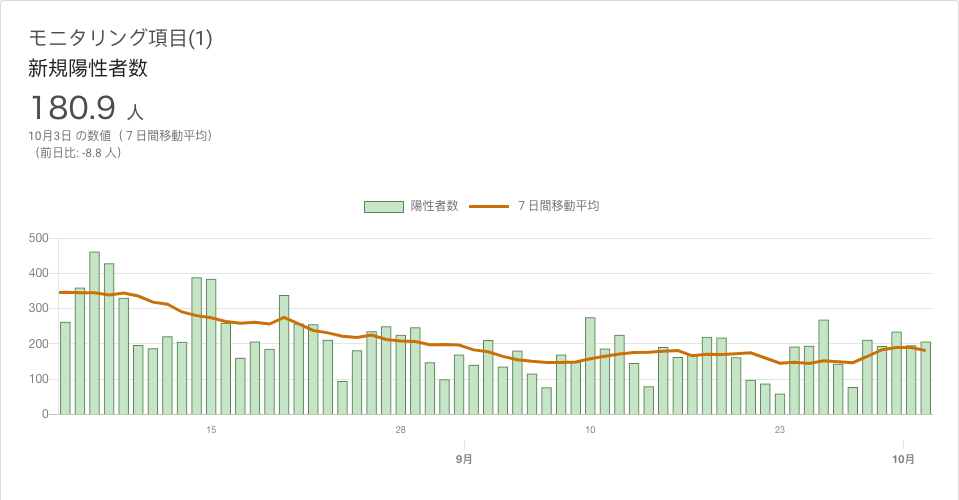 モニタリング項目(1)
新規陽性者数
180.9 人
10月3日 の数値（７日間移動平均）
（前日比: -8.8 人）
陽性者数 ７日間移動平均
500
400
300
200
100
0
15 28 10 23
9月 10月